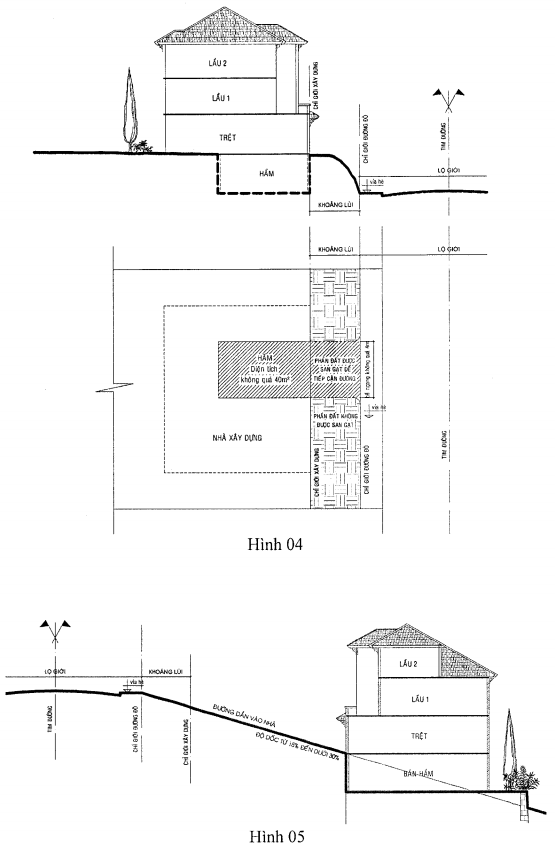 LẦU 2
LẦU 1
TRỆT
HẦM
CHỈ GIỚI XÂY DỰNG
CHỈ GIỚI ĐƯỜNG ĐỎ
TIM ĐƯỜNG
LỘ GIỚI
vỉa hè
KHOẢNG LÙI
KHOẢNG LÙI
LỘ GIỚI
HẦM
Diện tích
không quá 40m²
PHẦN ĐẤT ĐƯỢC
SAN GẠT ĐỂ
TIẾP CẬN ĐƯỜNG
ngang không quá 4m
vỉa hè
PHẦN ĐẤT KHÔNG
ĐƯỢC SAN GẠT
NHÀ XÂY DỰNG
CHỈ GIỚI XÂY DỰNG
CHỈ GIỚI ĐƯỜNG ĐỎ
TIM ĐƯỜNG
Hình 04
LỘ GIỚI
vỉa hè
KHOẢNG LÙI
TIM ĐƯỜNG
CHỈ GIỚI ĐƯỜNG ĐỎ
CHỈ GIỚI XÂY DỰNG
ĐƯỜNG DẪN VÀO NHÀ
ĐỘ DỐC TỪ 15% ĐẾN DƯỚI 30%
LẦU 2
LẦU 1
TRỆT
BÁN-HẦM
Hình 05